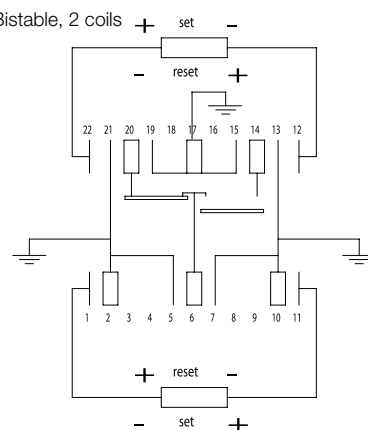 Bistable, 2 coils
+ set -
- reset +
22 21 20 19 18 17 16 15 14 13 12
1 2 3 4 5 6 7 8 9 10 11
+ reset -
- set +